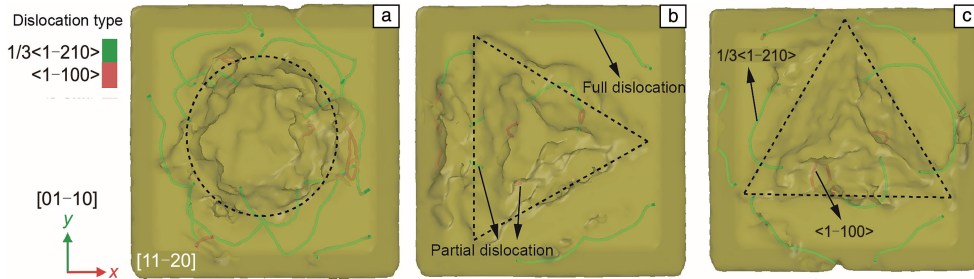 Dislocation type
1/3<1−210>
<1−100>
[01−10]
y
x
[11−20]
a
b
Full dislocation
Partial dislocation
c
1/3<1−210>
<1−100>